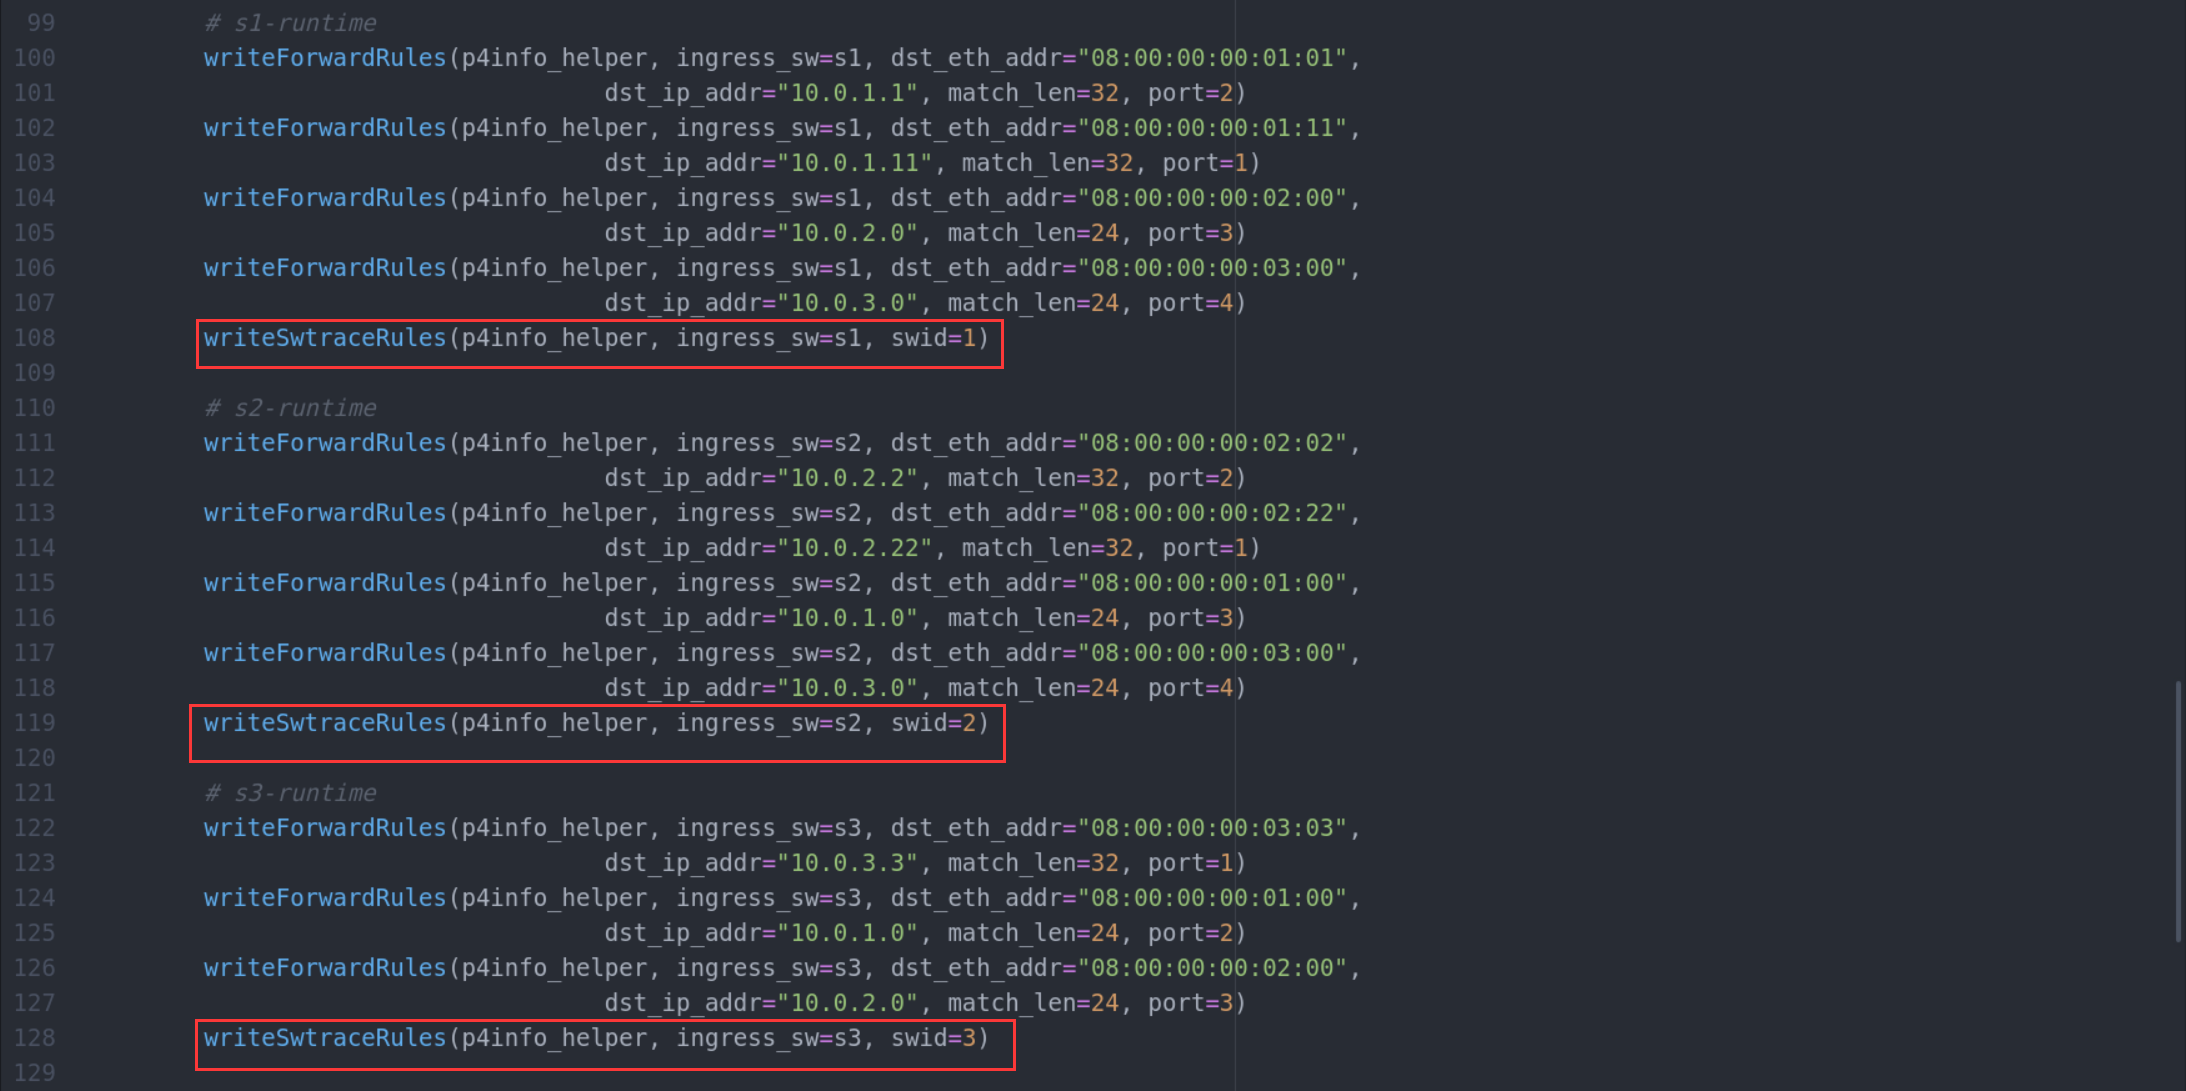 99 # s1-runtime
100 writeForwardRules(p4info_helper, ingress_sw=s1, dst_eth_addr="08:00:00:00:01:01",
101 dst_ip_addr="10.0.1.1", match_len=32, port=2)
102 writeForwardRules(p4info_helper, ingress_sw=s1, dst_eth_addr="08:00:00:00:01:11",
103 dst_ip_addr="10.0.1.11", match_len=32, port=1)
104 writeForwardRules(p4info_helper, ingress_sw=s1, dst_eth_addr="08:00:00:00:02:00",
105 dst_ip_addr="10.0.2.0", match_len=24, port=3)
106 writeForwardRules(p4info_helper, ingress_sw=s1, dst_eth_addr="08:00:00:00:03:00",
107 dst_ip_addr="10.0.3.0", match_len=24, port=4)
108 writeSwtraceRules(p4info_helper, ingress_sw=s1, swid=1)
109
110 # s2-runtime
111 writeForwardRules(p4info_helper, ingress_sw=s2, dst_eth_addr="08:00:00:00:02:02",
112 dst_ip_addr="10.0.2.2", match_len=32, port=2)
113 writeForwardRules(p4info_helper, ingress_sw=s2, dst_eth_addr="08:00:00:00:02:22",
114 dst_ip_addr="10.0.2.22", match_len=32, port=1)
115 writeForwardRules(p4info_helper, ingress_sw=s2, dst_eth_addr="08:00:00:00:01:00",
116 dst_ip_addr="10.0.1.0", match_len=24, port=3)
117 writeForwardRules(p4info_helper, ingress_sw=s2, dst_eth_addr="08:00:00:00:03:00",
118 dst_ip_addr="10.0.3.0", match_len=24, port=4)
119 writeSwtraceRules(p4info_helper, ingress_sw=s2, swid=2)
120
121 # s3-runtime
122 writeForwardRules(p4info_helper, ingress_sw=s3, dst_eth_addr="08:00:00:00:03:03",
123 dst_ip_addr="10.0.3.3", match_len=32, port=1)
124 writeForwardRules(p4info_helper, ingress_sw=s3, dst_eth_addr="08:00:00:00:01:00",
125 dst_ip_addr="10.0.1.0", match_len=24, port=2)
126 writeForwardRules(p4info_helper, ingress_sw=s3, dst_eth_addr="08:00:00:00:02:00",
127 dst_ip_addr="10.0.2.0", match_len=24, port=3)
128 writeSwtraceRules(p4info_helper, ingress_sw=s3, swid=3)
129